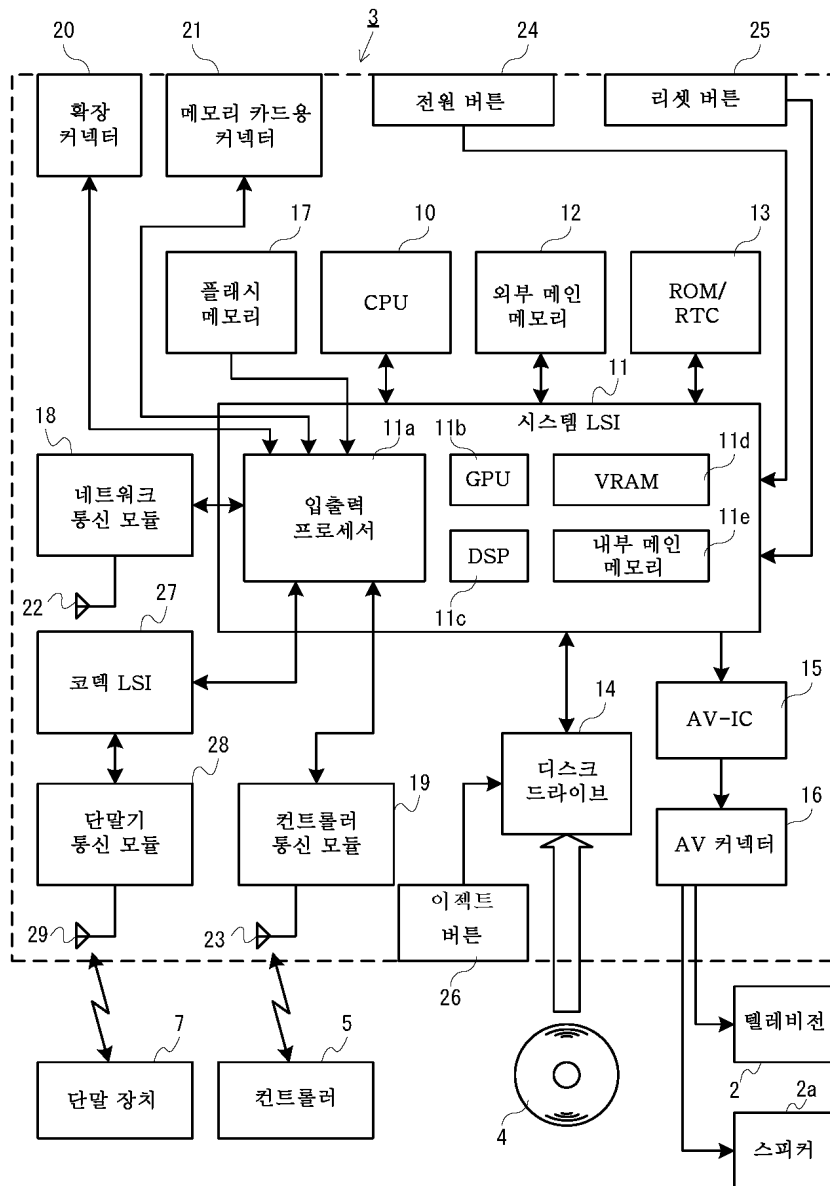 20
21
3
24
25
확장
커넥터
메모리 카드용
커넥터
전원 버튼
리셋 버튼
17
10
12
13
플래시
메모리
CPU
외부 메인
메모리
ROM/
RTC
11
시스템 LSI
18
11a
11b
11d
네트워크
통신 모듈
입출력
프로세서
GPU
VRAM
DSP
내부 메인
메모리
11e
11c
22
27
코덱 LSI
14
AV-IC
15
28
디스크
드라이브
단말기
통신 모듈
컨트롤러
통신 모듈
19
AV 커넥터
16
29
23
이젝트
버튼
26
텔레비전
2
7
단말 장치
5
컨트롤러
4
2a
스피커